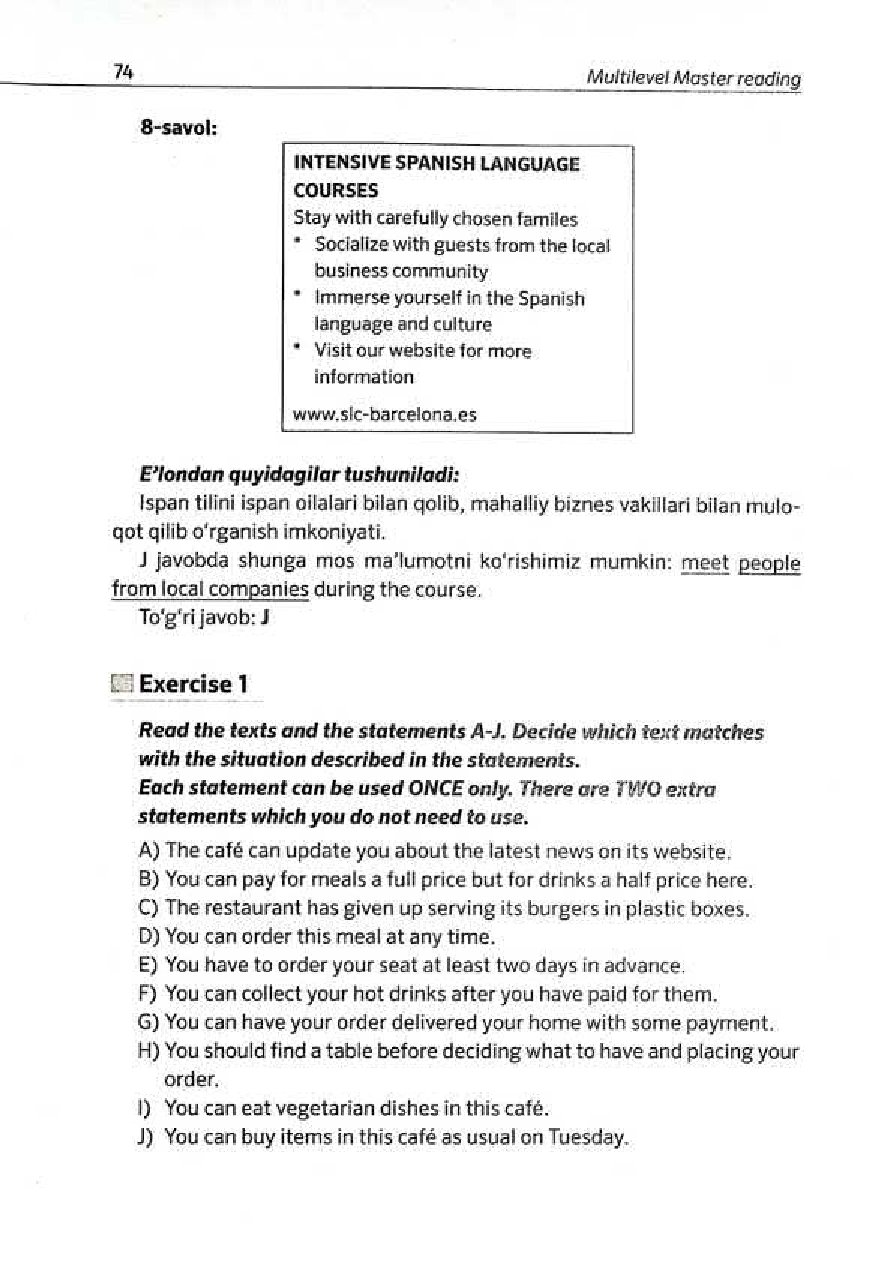 74
Multilevel Master reading
8-savol:
INTENSIVE SPANISH LANGUAGE
COURSES
Stay with carefully chosen familes
• Socialize with guests from the local
business community
• Immerse yourself in the Spanish
language and culture
• Visit our website for more
information
www.slc-barcelona.es
E'londan quyidagilar tushuniladi:
Ispan tilini ispan oilalari bilan qolib, mahalliy biznes vakillari bilan mulo-
qot qilib o'rganish imkoniyati.
J javobda shunga mos ma'lumotni ko'rishimiz mumkin: meet people
from local companies during the course.
To'g'ri javob: J
Exercise 1
Read the texts and the statements A-J. Decide which text matches
with the situation described in the statements.
Each statement can be used ONCE only. There are TWO extra
statements which you do not need to use.
A) The café can update you about the latest news on its website.
B) You can pay for meals a full price but for drinks a half price here.
C) The restaurant has given up serving its burgers in plastic boxes.
D) You can order this meal at any time.
E) You have to order your seat at least two days in advance.
F) You can collect your hot drinks after you have paid for them.
G) You can have your order delivered your home with some payment.
H) You should find a table before deciding what to have and placing your
order.
I) You can eat vegetarian dishes in this café.
J) You can buy items in this café as usual on Tuesday.